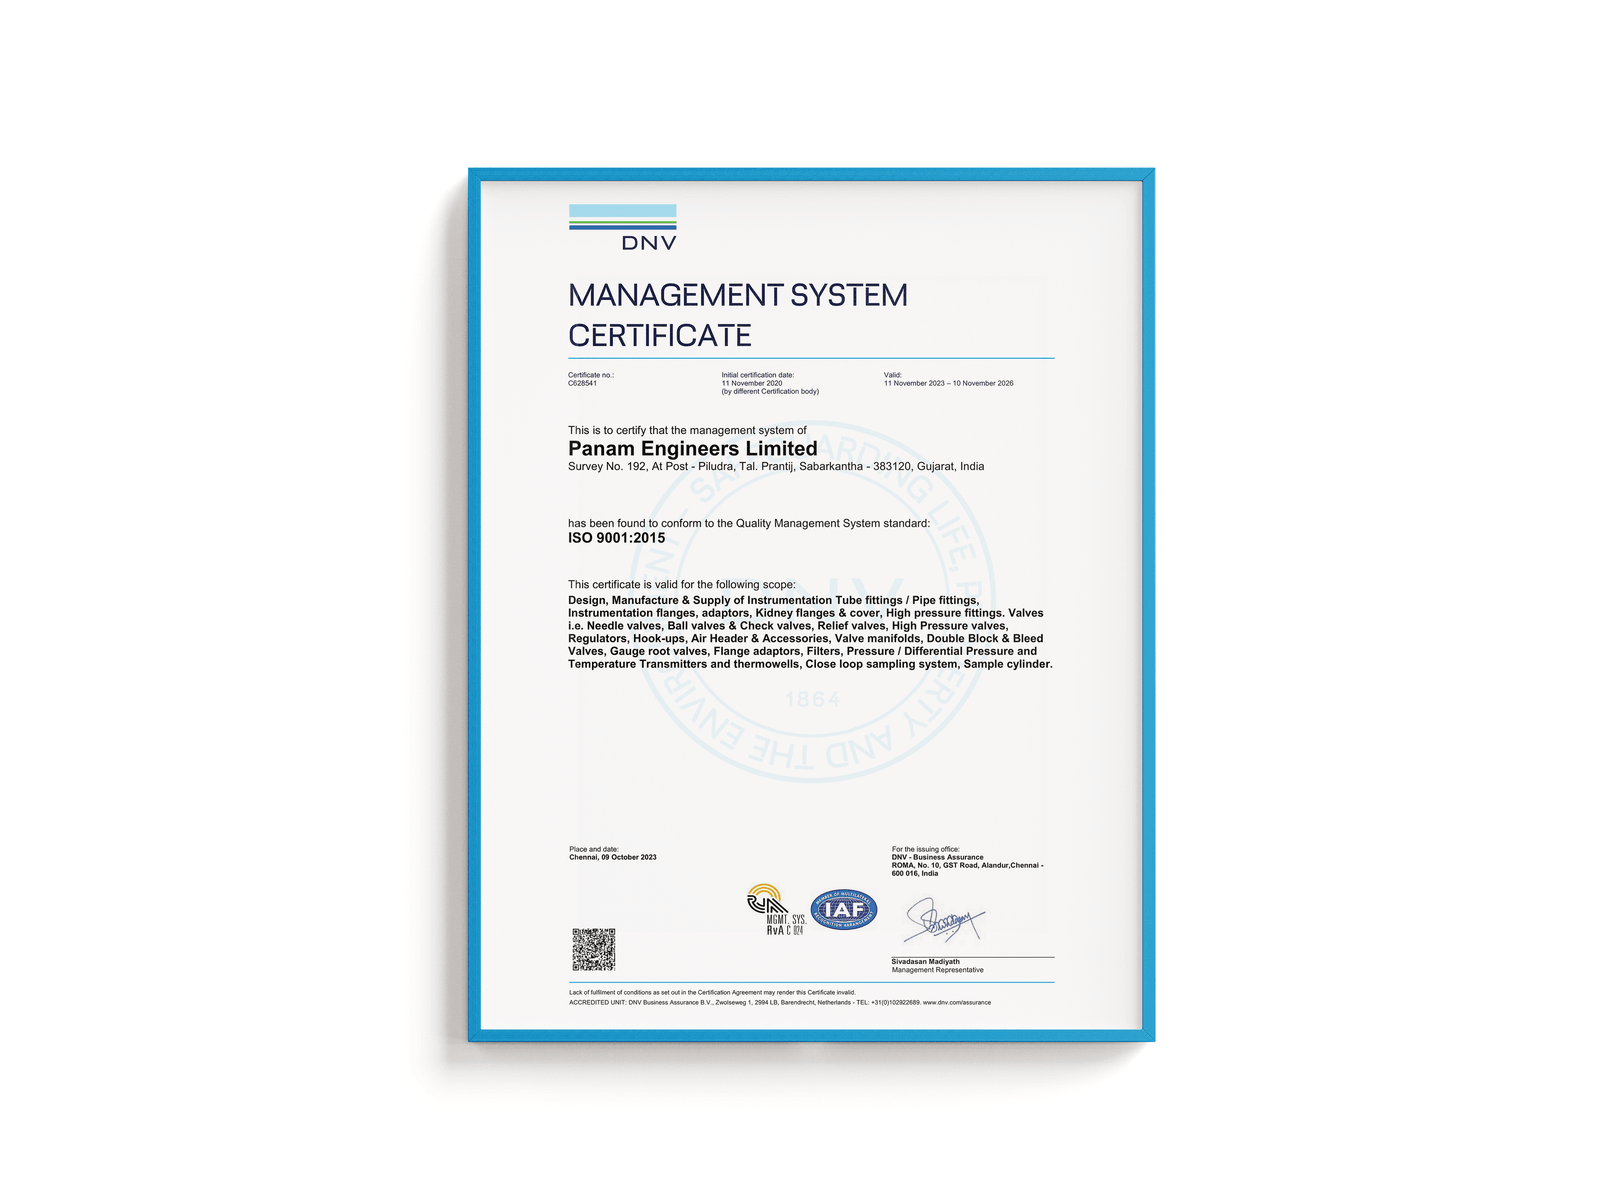 DNV
MANAGEMENT SYSTEM
CERTIFICATE
Certificate no.:
C628541
Initial certification date:
11 November 2020
(by different Certification body)
Valid:
11 November 2023 – 10 November 2026
This is to certify that the management system of
Panam Engineers Limited
Survey No. 192, At Post - Piludra, Tal. Prantij, Sabarkantha - 383120, Gujarat, India
has been found to conform to the Quality Management System standard:
ISO 9001:2015
This certificate is valid for the following scope:
Design, Manufacture & Supply of Instrumentation Tube fittings / Pipe fittings,
Instrumentation flanges, adaptors, Kidney flanges & cover, High pressure fittings. Valves
i.e. Needle valves, Ball valves & Check valves, Relief valves, High Pressure valves,
Regulators, Hook-ups, Air Header & Accessories, Valve manifolds, Double Block & Bleed
Valves, Gauge root valves, Flange adaptors, Filters, Pressure / Differential Pressure and
Temperature Transmitters and thermowells, Close loop sampling system, Sample cylinder.
1864
Place and date:
Chennai, 09 October 2023
For the issuing office:
DNV - Business Assurance
ROMA, No. 10, GST Road, Alandur,Chennai -
600 016, India
MGMT. SYS.
RvA C 024
MEMBER OF MULTILATERAL
IAF
RECOGNITION ARRANGEMENT
Sivadasan Madiyath
Management Representative
Lack of fulfilment of conditions as set out in the Certification Agreement may render this Certificate invalid.
ACCREDITED UNIT: DNV Business Assurance B.V., Zwolseweg 1, 2994 LB, Barendrecht, Netherlands - TEL: +31(0)102922689. www.dnv.com/assurance